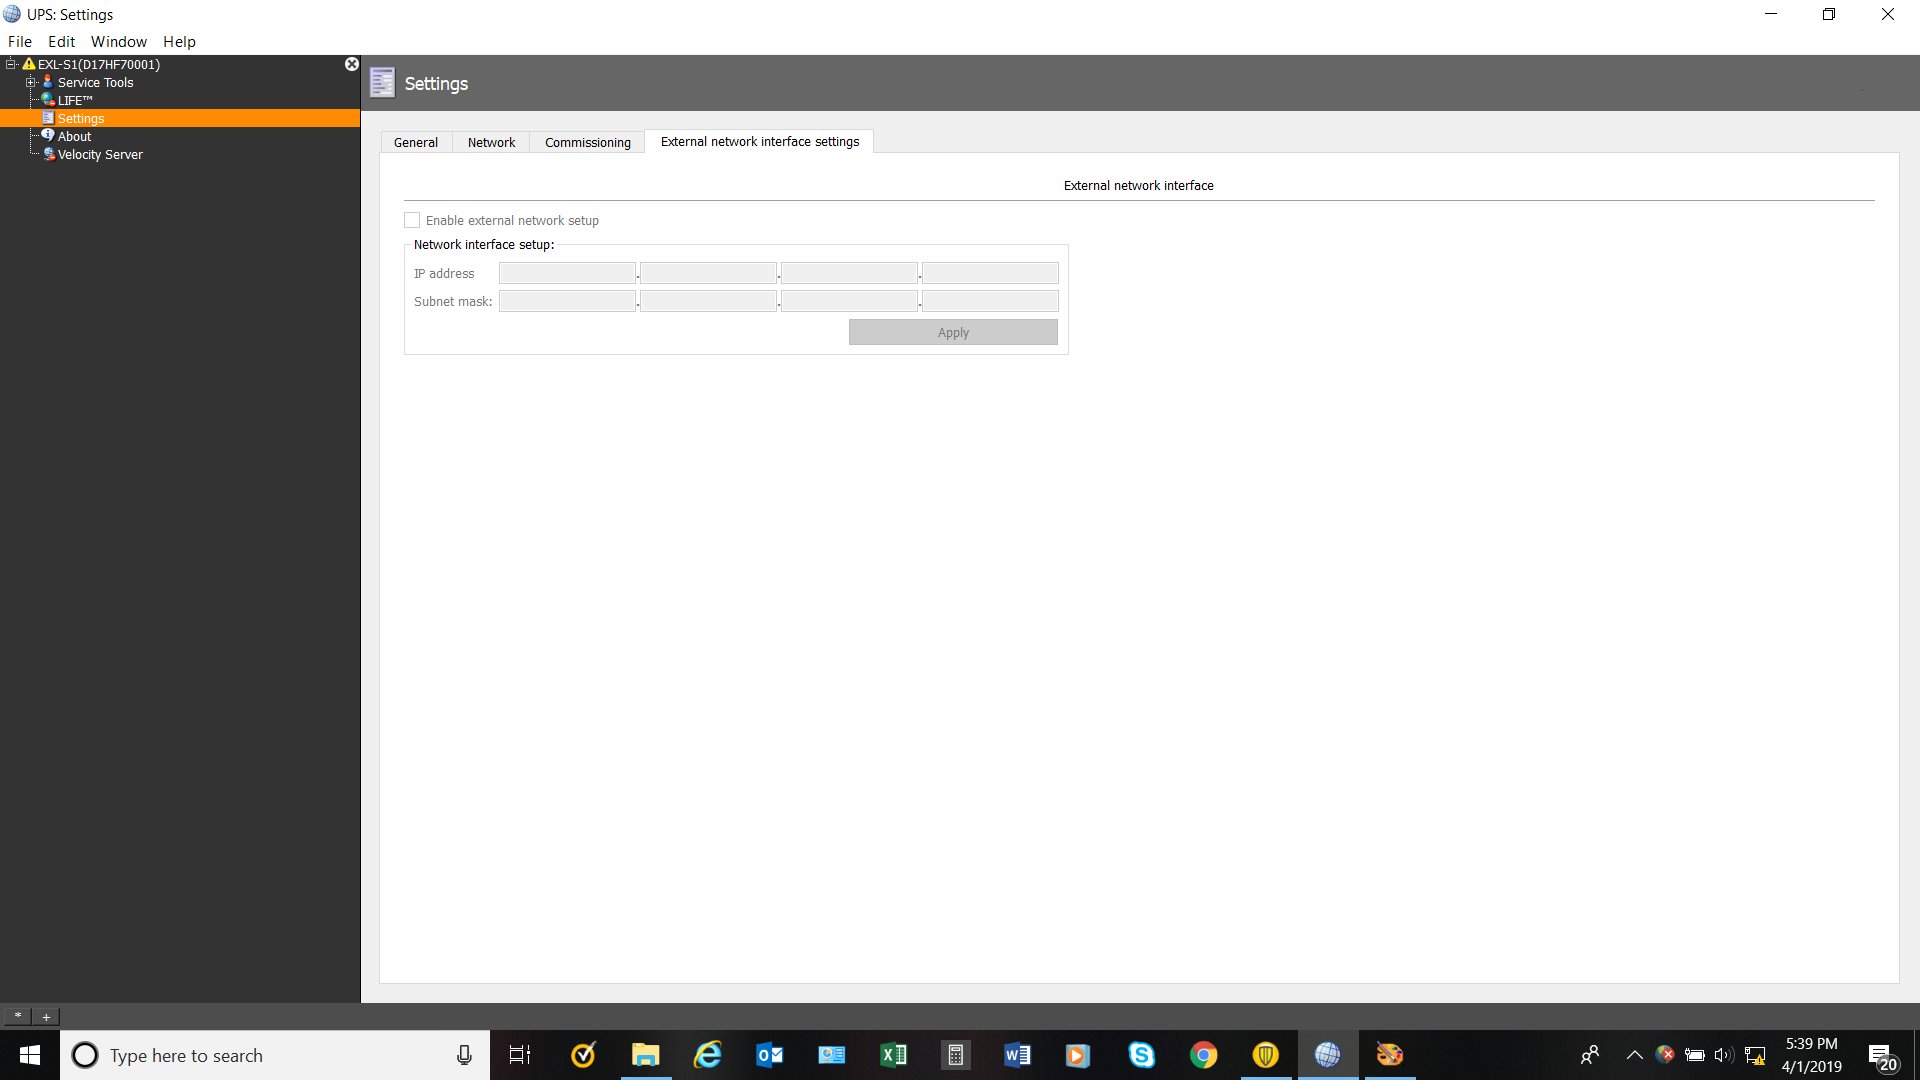 UPS: Settings
File Edit Window Help
EXL-S1(D17HF70001)
Service Tools
LIFE™
Settings
About
Velocity Server
Settings
General Network Commissioning External network interface settings
External network interface
Enable external network setup
Network interface setup:
IP address . . .
Subnet mask: . . .
Apply
* +
Type here to search
5:39 PM
4/1/2019
20